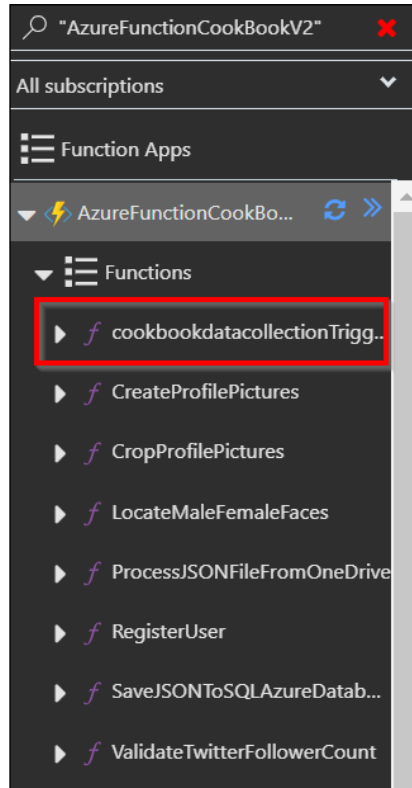 "AzureFunctionCookBookV2"
All subscriptions
Function Apps
AzureFunctionCookBo...
Functions
cookbookdatacollectionTrigg..
CreateProfilePictures
CropProfilePictures
LocateMaleFemaleFaces
ProcessJSONFileFromOneDrive
RegisterUser
SaveJSONToSQLAzureDatab...
ValidateTwitterFollowerCount